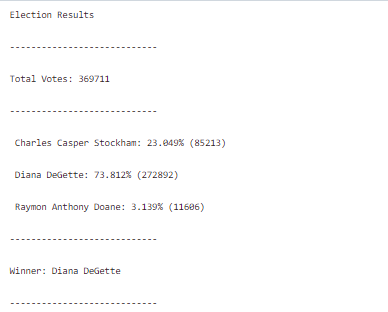 Election Results
----------------------------
Total Votes: 369711
----------------------------
Charles Casper Stockham: 23.049% (85213)
Diana DeGette: 73.812% (272892)
Raymon Anthony Doane: 3.139% (11606)
----------------------------
Winner: Diana DeGette
----------------------------